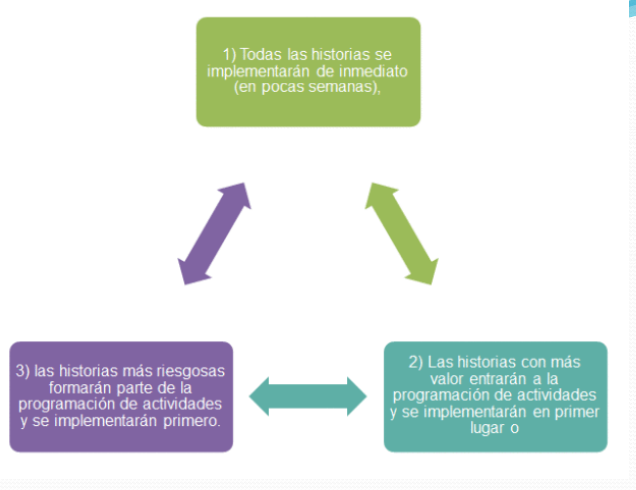 1) Todas las historias se
implementarán de inmediato
(en pocas semanas),
3) las historias más riesgosas
formarán parte de la
programación de actividades
y se implementarán primero.
2) Las historias con más
valor entrarán a la
programación de actividades
y se implementarán en primer
lugar o